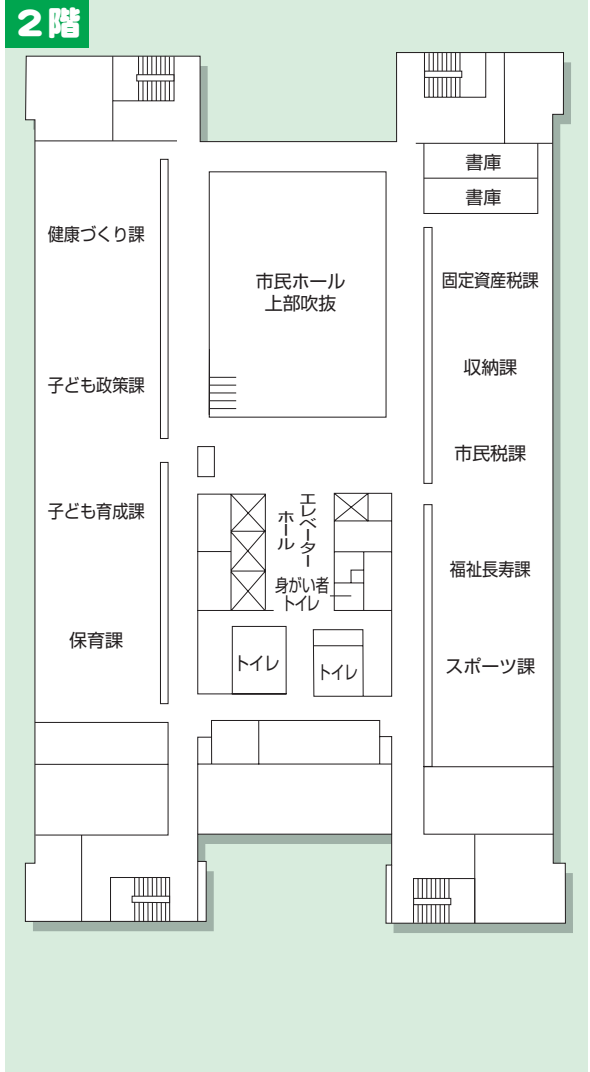 2階
書庫
書庫
健康づくり課
市民ホール
上部吹抜
固定資産税課
収納課
子ども政策課
市民税課
子ども育成課
エレベーター
ホール
身がい者
トイレ
福祉長寿課
保育課
トイレ
トイレ
スポーツ課